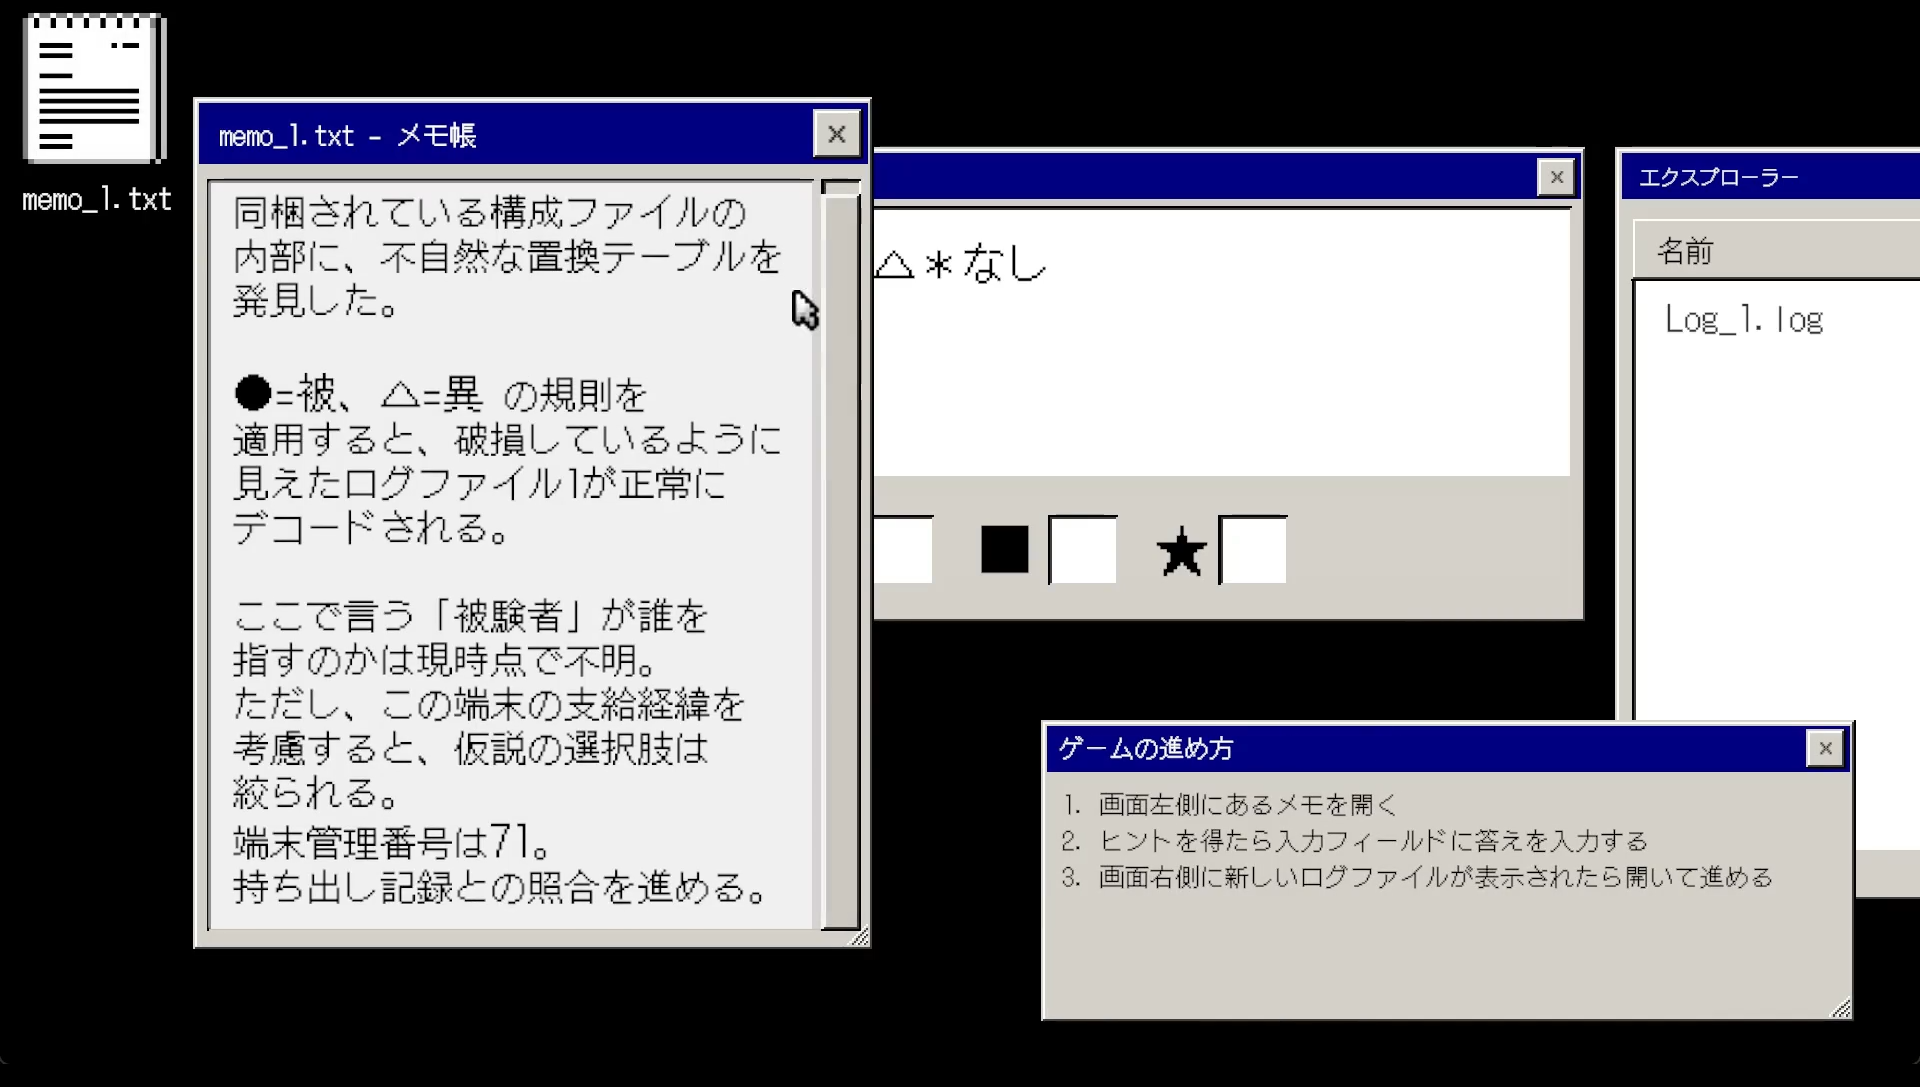 memo_1.txt
memo_1.txt - メモ帳
同梱されている構成ファイルの
内部に、不自然な置換テーブルを
発見した。
●=被、△=異 の規則を
適用すると、破損しているように
見えたログファイル1が正常に
デコードされる。
ここで言う「被験者」が誰を
指すのかは現時点で不明。
ただし、この端末の支給経緯を
考慮すると、仮説の選択肢は
絞られる。
端末管理番号は71。
持ち出し記録との照合を進める。
△*なし
■ ★
エクスプローラー
名前
Log_1.log
ゲームの進め方
1. 画面左側にあるメモを開く
2. ヒントを得たら入力フィールドに答えを入力する
3. 画面右側に新しいログファイルが表示されたら開いて進める